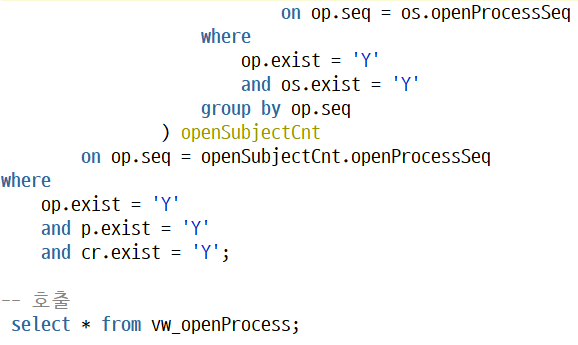 on op.seq = os.openProcessSeq
where
op.exist = 'Y'
and os.exist = 'Y'
group by op.seq
) openSubjectCnt
on op.seq = openSubjectCnt.openProcessSeq
where
op.exist = 'Y'
and p.exist = 'Y'
and cr.exist = 'Y';
-- 호출
select * from vw_openProcess;